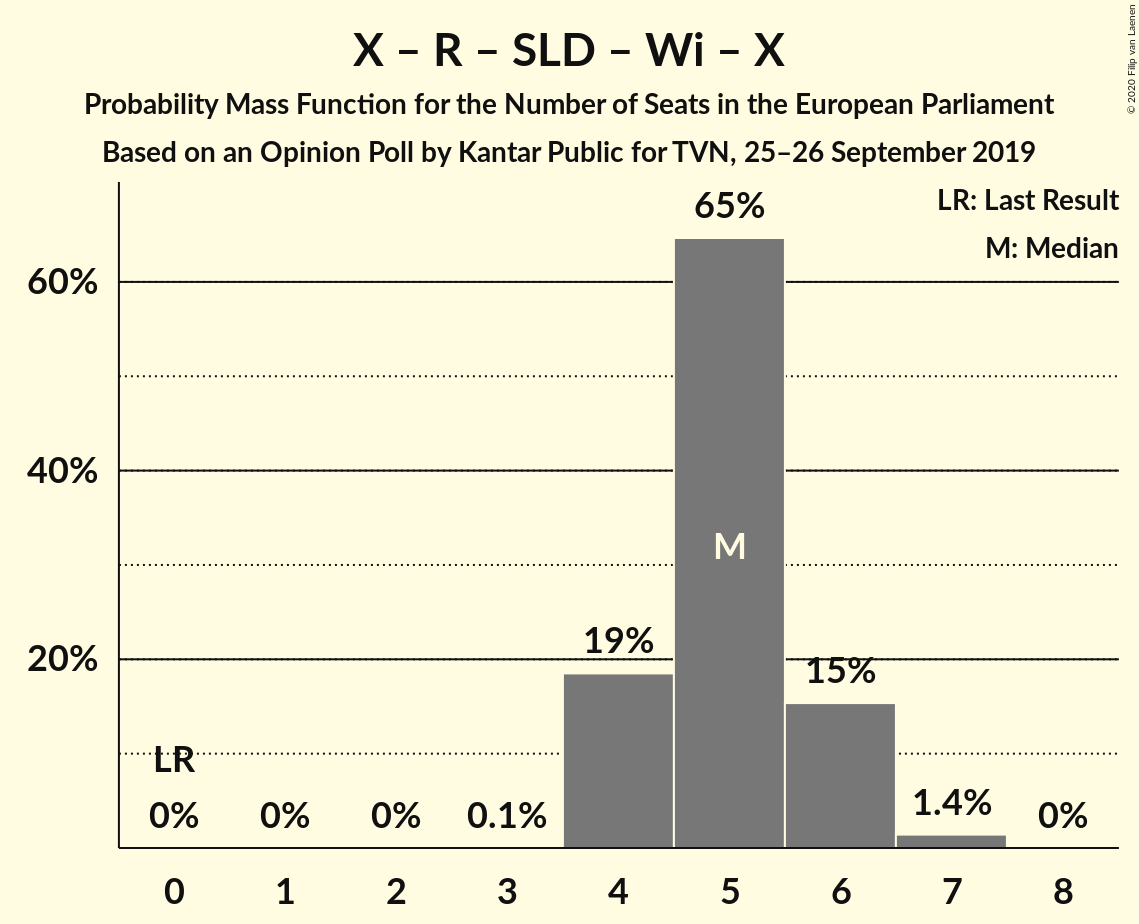 X – R – SLD – Wi – X
Probability Mass Function for the Number of Seats in the European Parliament
Based on an Opinion Poll by Kantar Public for TVN, 25–26 September 2019
© 2020 Filip van Laenen
LR: Last Result
M: Median
65%
60%
40%
M
19%
20%
15%
LR
0%
0%
0%
0.1%
1.4%
0%
0 1 2 3 4 5 6 7 8